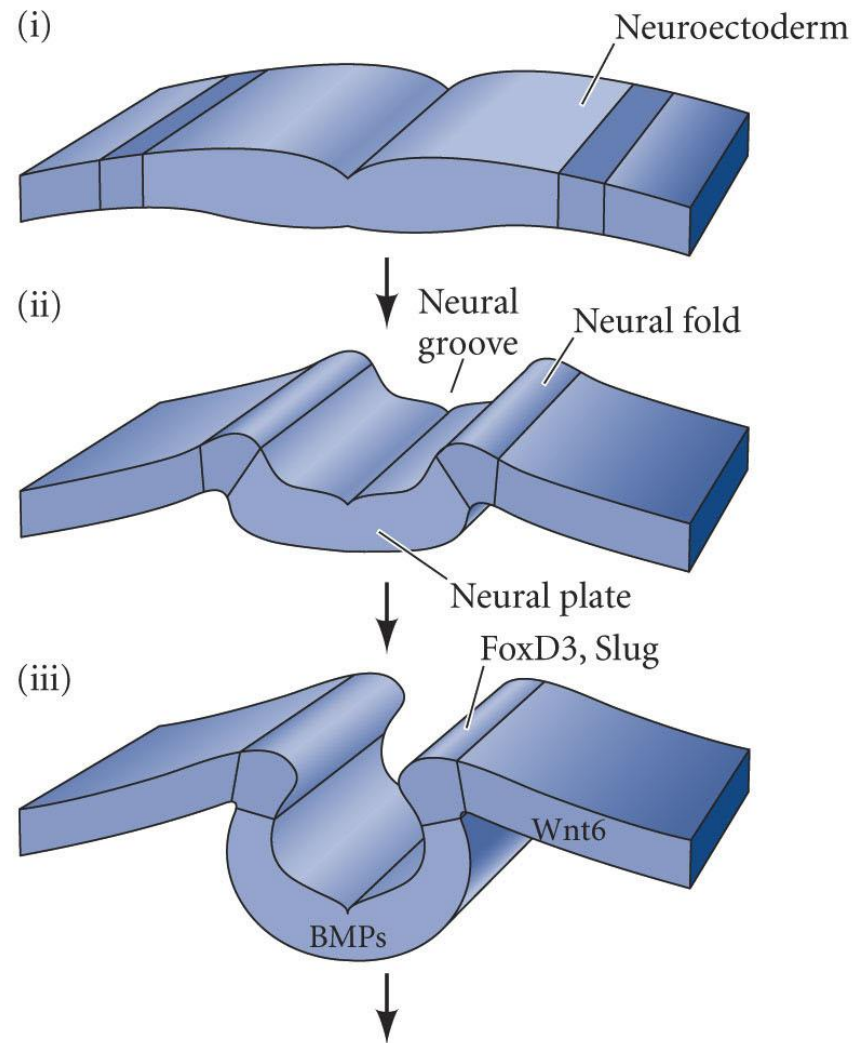 (i)
Neuroectoderm
(ii)
Neural
groove
Neural fold
Neural plate
(iii)
FoxD3, Slug
Wnt6
BMPs